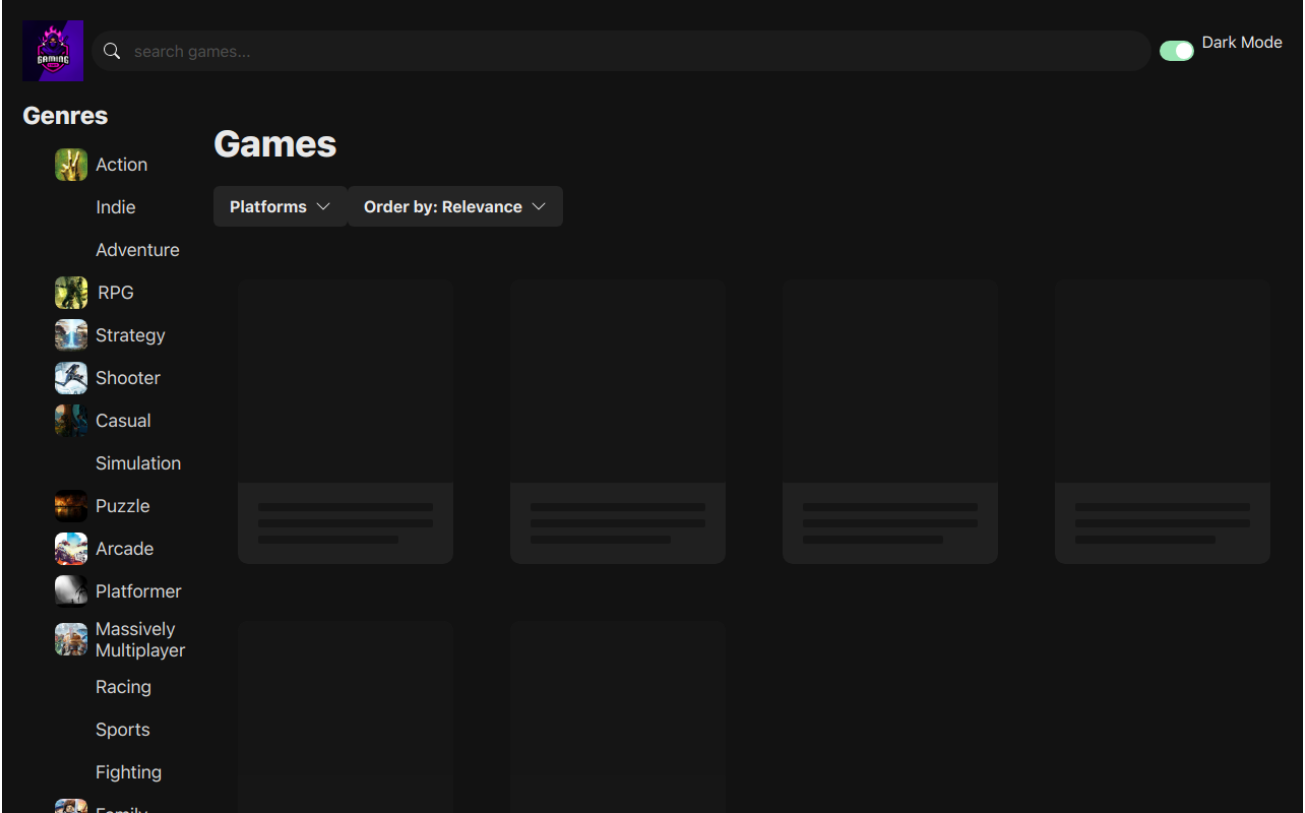 GAMING
search games...
Dark Mode
Genres
Games
Action
Platforms
Order by: Relevance
Indie
Adventure
RPG
Strategy
Shooter
Casual
Simulation
Puzzle
Arcade
Platformer
Massively
Multiplayer
Racing
Sports
Fighting
Family